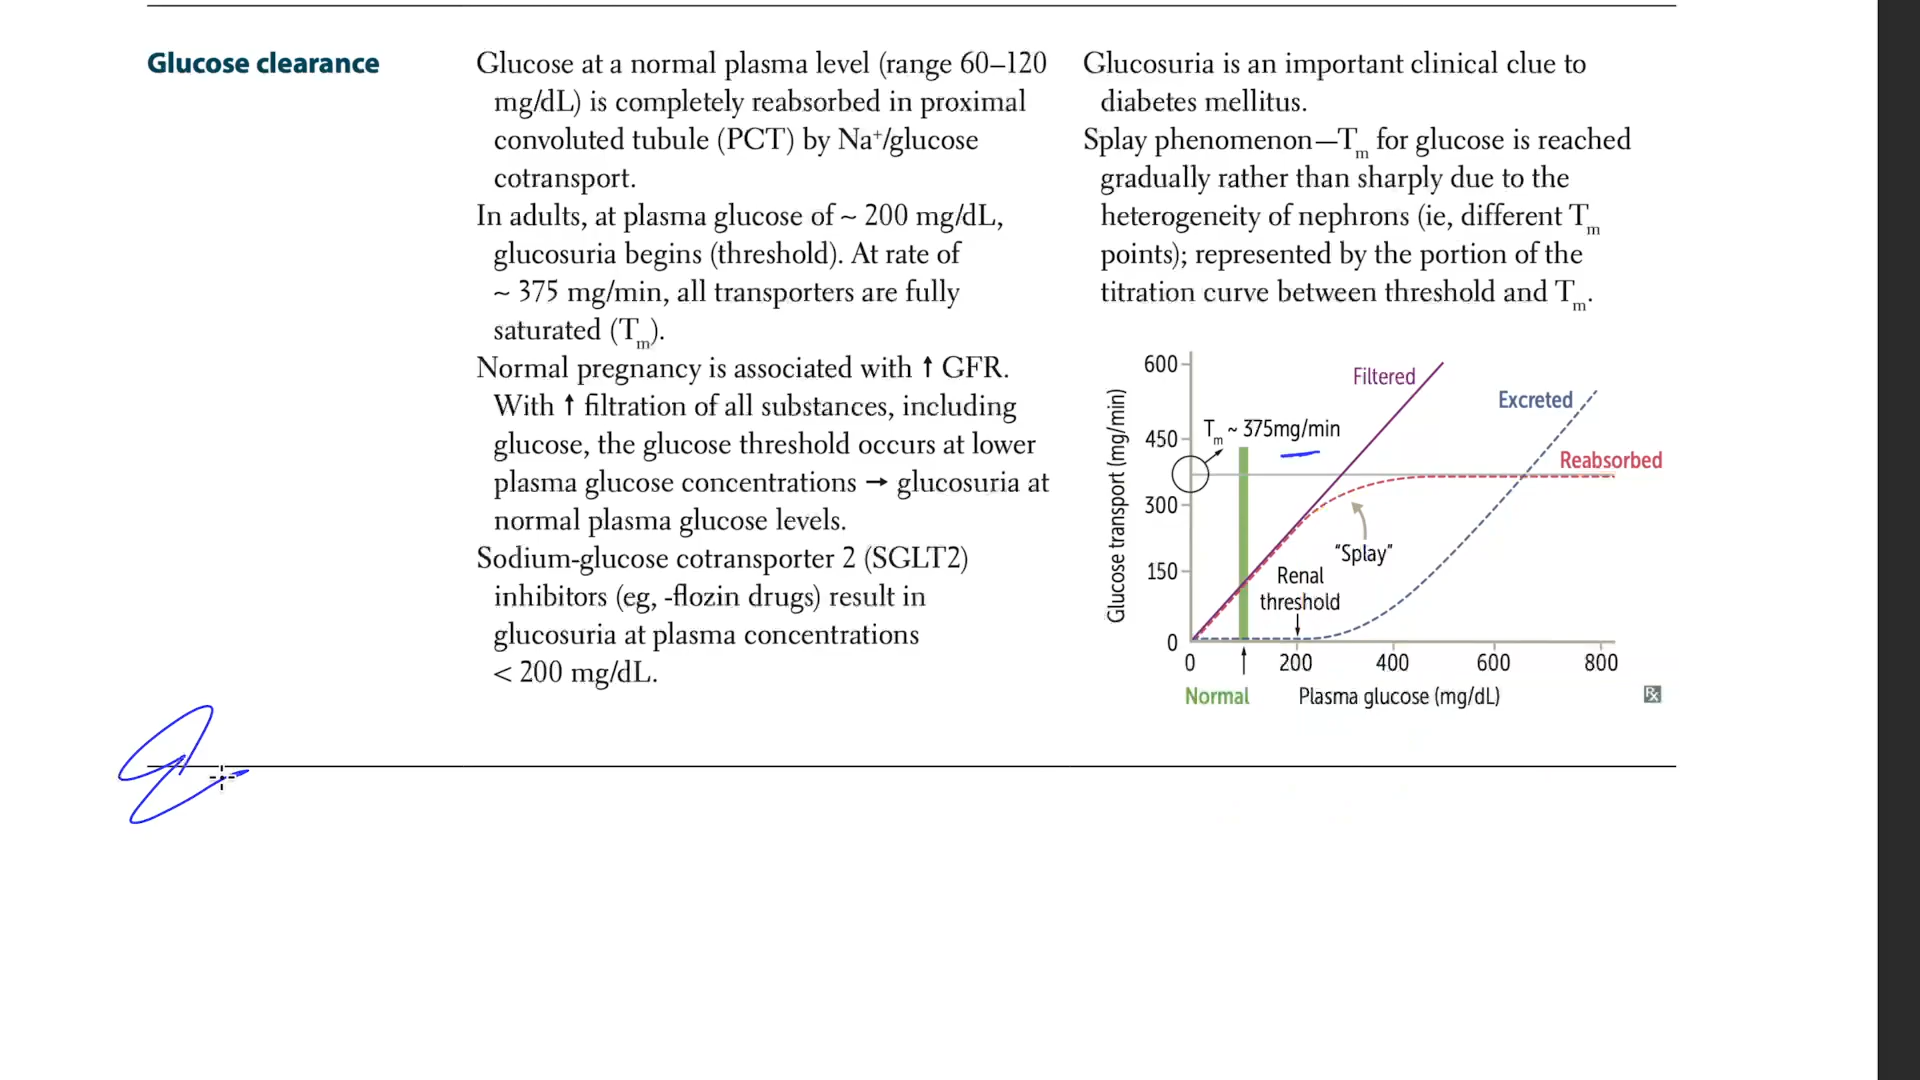 Glucose clearance
Glucose at a normal plasma level (range 60–120
mg/dL) is completely reabsorbed in proximal
convoluted tubule (PCT) by Na⁺/glucose
cotransport.
In adults, at plasma glucose of ~ 200 mg/dL,
glucosuria begins (threshold). At rate of
~ 375 mg/min, all transporters are fully
saturated (Tm).
Normal pregnancy is associated with ↑ GFR.
With ↑ filtration of all substances, including
glucose, the glucose threshold occurs at lower
plasma glucose concentrations → glucosuria at
normal plasma glucose levels.
Sodium-glucose cotransporter 2 (SGLT2)
inhibitors (eg, -flozin drugs) result in
glucosuria at plasma concentrations
< 200 mg/dL.
Glucosuria is an important clinical clue to
diabetes mellitus.
Splay phenomenon—Tm for glucose is reached
gradually rather than sharply due to the
heterogeneity of nephrons (ie, different Tm
points); represented by the portion of the
titration curve between threshold and Tm.
Glucose transport (mg/min)
600
450
300
150
0
Filtered
Excreted
Tm ~ 375mg/min
Reabsorbed
"Splay"
Renal
threshold
0 200 400 600 800
Normal
Plasma glucose (mg/dL)
Rx